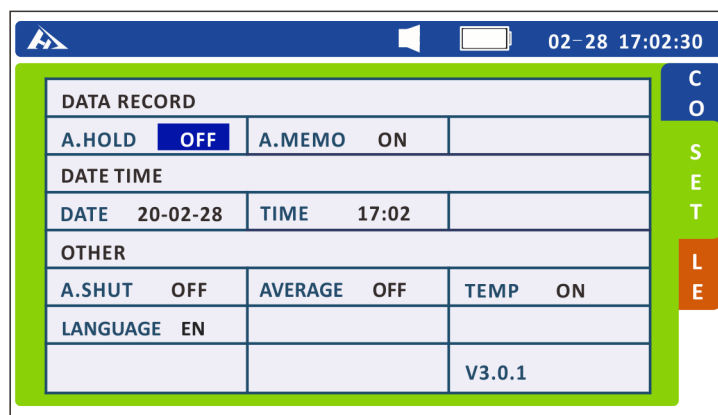 02-28 17:02:30
DATA RECORD
A.HOLD OFF A.MEMO ON
DATE TIME
DATE 20-02-28 TIME 17:02
OTHER
A.SHUT OFF AVERAGE OFF TEMP ON
LANGUAGE EN
V3.0.1
CO
SET
LE